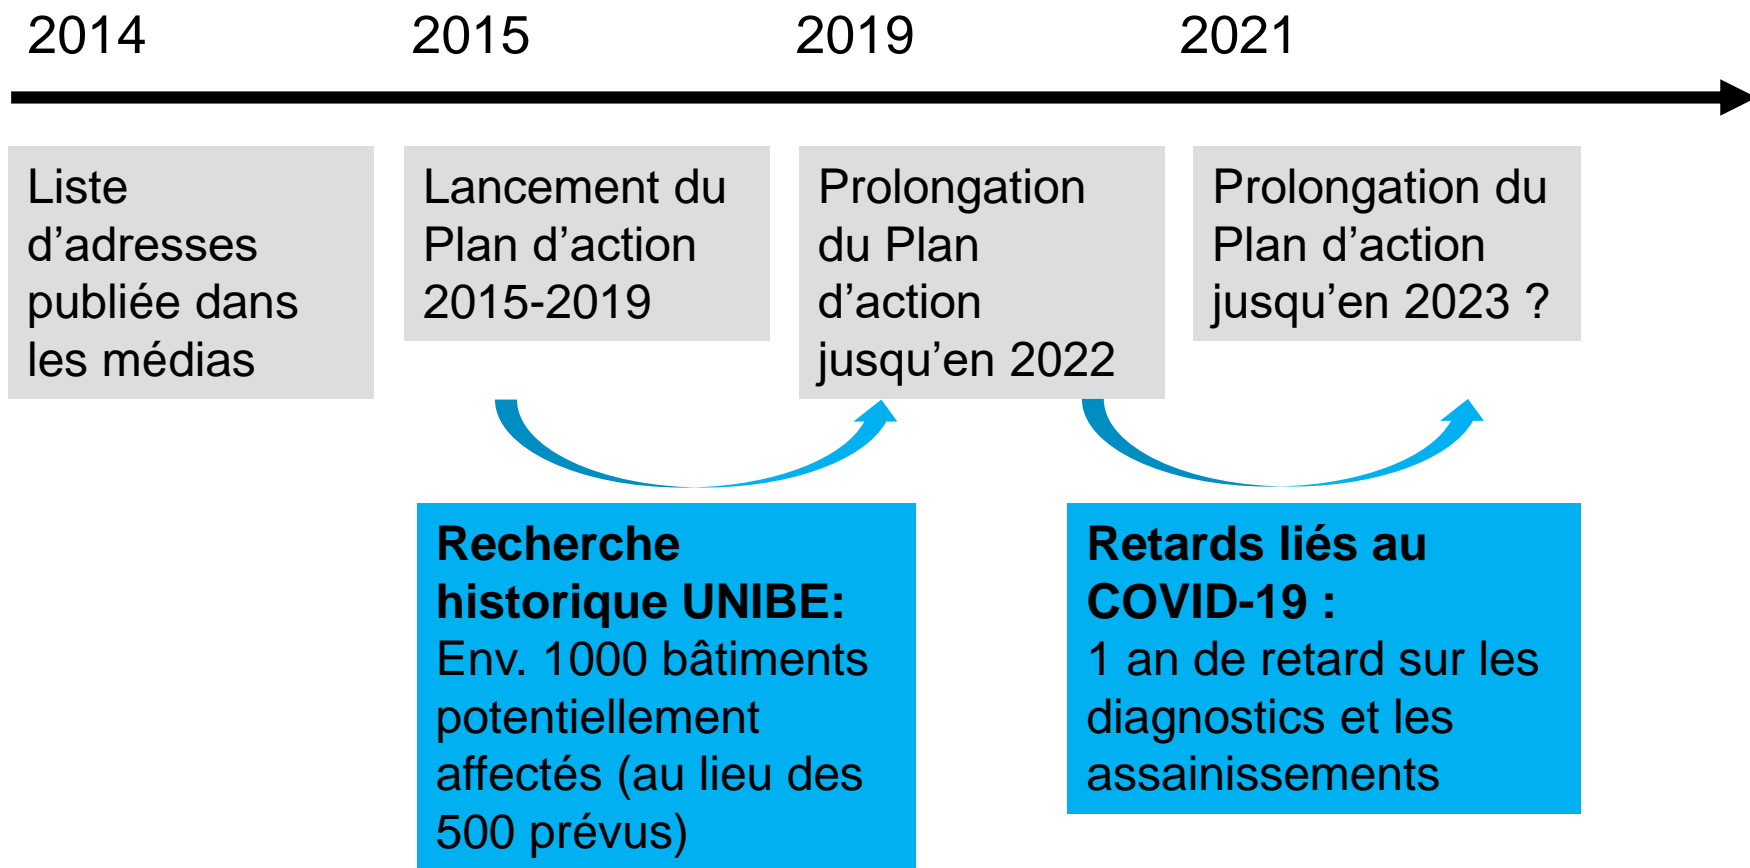 2014
2015
2019
2021
Liste
d’adresses
publiée dans
les médias
Lancement du
Plan d’action
2015-2019
Prolongation
du Plan
d’action
jusqu’en 2022
Prolongation du
Plan d’action
jusqu’en 2023 ?
Recherche
historique UNIBE:
Env. 1000 bâtiments
potentiellement
affectés (au lieu des
500 prévus)
Retards liés au
COVID-19 :
1 an de retard sur les
diagnostics et les
assainissements